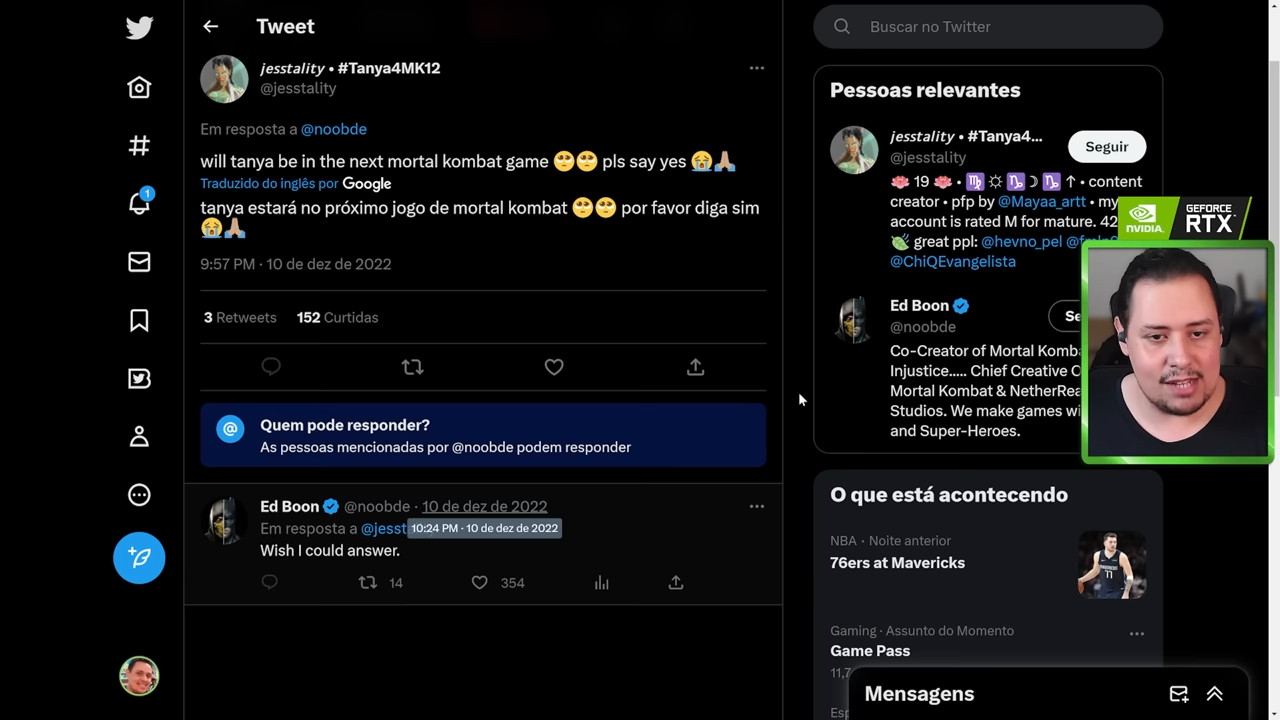 Tweet
jesstality • #Tanya4MK12
@jesstality
Em resposta a @noobde
will tanya be in the next mortal kombat game 🥺🥺 pls say yes 😭🙏🏼
Traduzido do inglês por Google
tanya estará no próximo jogo de mortal kombat 🥺🥺 por favor diga sim
😭🙏🏼
9:57 PM · 10 de dez de 2022
3 Retweets 152 Curtidas
Quem pode responder?
As pessoas mencionadas por @noobde podem responder
Ed Boon @noobde · 10 de dez de 2022
Em resposta a @jesst
10:24 PM · 10 de dez de 2022
Wish I could answer.
14 354
1
Buscar no Twitter
Pessoas relevantes
jesstality • #Tanya4...
@jesstality
Seguir
🪷 19 🪷 • ♍ ☼ ♑ ☽ ♑ ↑ • content
creator • pfp by @Mayaa_artt • my
account is rated M for mature. 42
🍃 great ppl: @hevno_pel
@ChiQEvangelista
NVIDIA.
GEFORCE
RTX
Ed Boon
@noobde
Se
Co-Creator of Mortal Komba
Injustice..... Chief Creative O
Mortal Kombat & NetherRea
Studios. We make games wi
and Super-Heroes.
O que está acontecendo
NBA · Noite anterior
76ers at Mavericks
Gaming · Assunto do Momento
Game Pass
11,7
Esp
Mensagens